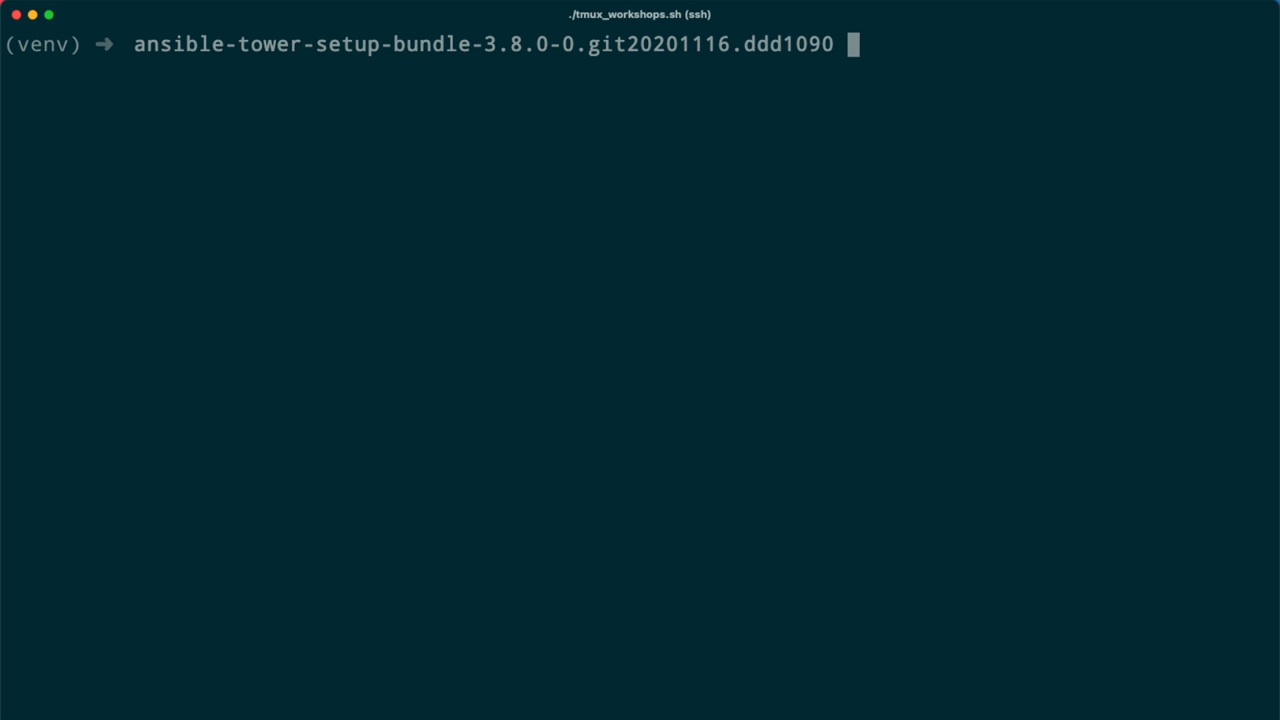 ./tmux_workshops.sh (ssh)
(venv) ➜ ansible-tower-setup-bundle-3.8.0-0.git20201116.ddd1090